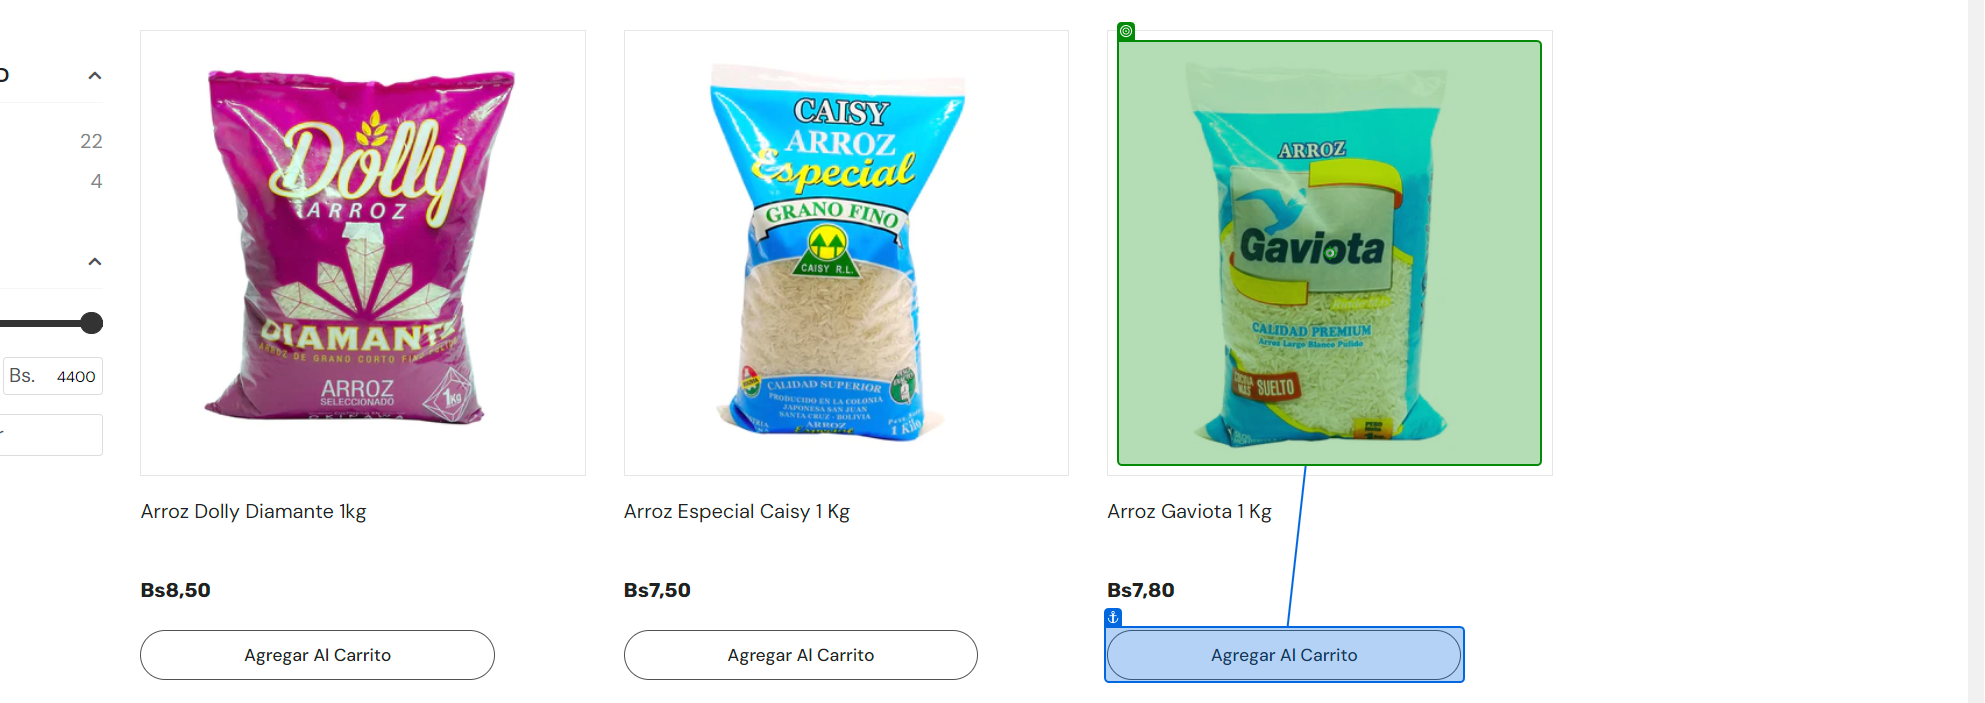 22
4
Bs. 4400
Dolly
ARROZ
DIAMANTE
ARROZ DE GRANO CORTO FINO
ARROZ
SELECCIONADO
1Kg
OKINAWA
CAISY
ARROZ
Especial
GRANO FINO
CAISY R.L.
CALIDAD SUPERIOR
PRODUCIDO EN LA COLONIA
JAPONESA SAN JUAN
SANTA CRUZ - BOLIVIA
ARROZ
Especial
1 Kilo
ARROZ
Gaviota
CALIDAD PREMIUM
Arroz Largo Blanco Pulido
MAS SUELTO
Arroz Dolly Diamante 1kg
Arroz Especial Caisy 1 Kg
Arroz Gaviota 1 Kg
Bs8,50
Bs7,50
Bs7,80
Agregar Al Carrito
Agregar Al Carrito
Agregar Al Carrito